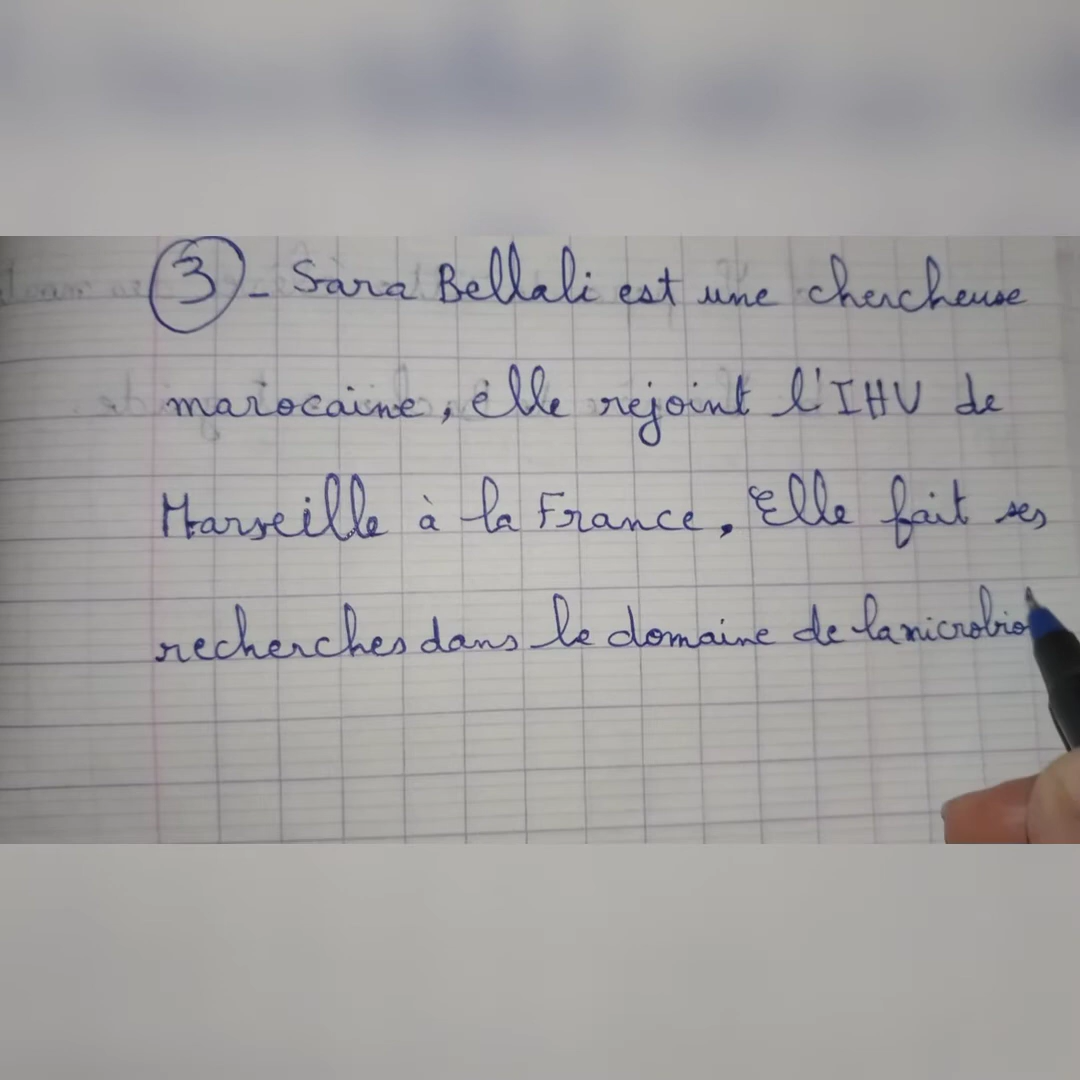 3 - Sara Bellali est une chercheuse
marocaine, elle rejoint l'IHU de
Marseille à la France, Elle fait ses
recherches dans le domaine de la microbio